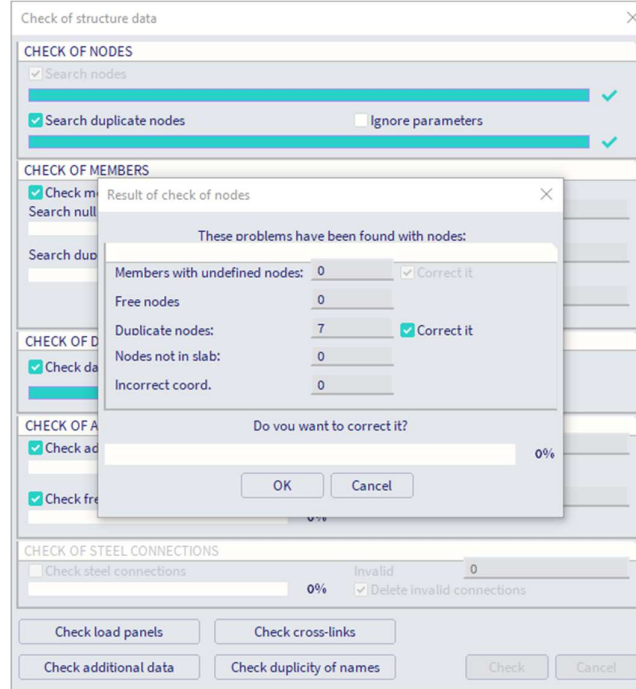 Check of structure data
CHECK OF NODES
Search nodes
Search duplicate nodes Ignore parameters
CHECK OF MEMBERS
Check
Search null
Search
CHECK OF
Check
CHECK OF
Check
Check
0%
Result of check of nodes
These problems have been found with nodes:
Members with undefined nodes: 0 Correct it
Free nodes 0
Duplicate nodes: 7 Correct it
Nodes not in slab: 0
Incorrect coord. 0
Do you want to correct it?
0%
OK Cancel
CHECK OF STEEL CONNECTIONS
Check steel connections Invalid 0
0% Delete invalid connections
Check load panels Check cross-links
Check additional data Check duplicity of names Check Cancel